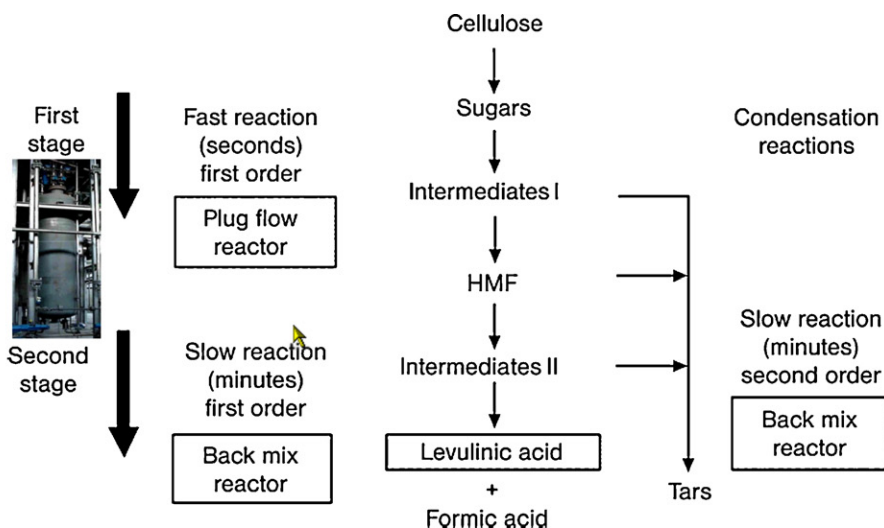 First
stage
Second
stage
Fast reaction
(seconds)
first order
Plug flow
reactor
Slow reaction
(minutes)
first order
Back mix
reactor
Cellulose
Sugars
Intermediates I
HMF
Intermediates II
Levulinic acid
+
Formic acid
Condensation
reactions
Slow reaction
(minutes)
second order
Back mix
reactor
Tars